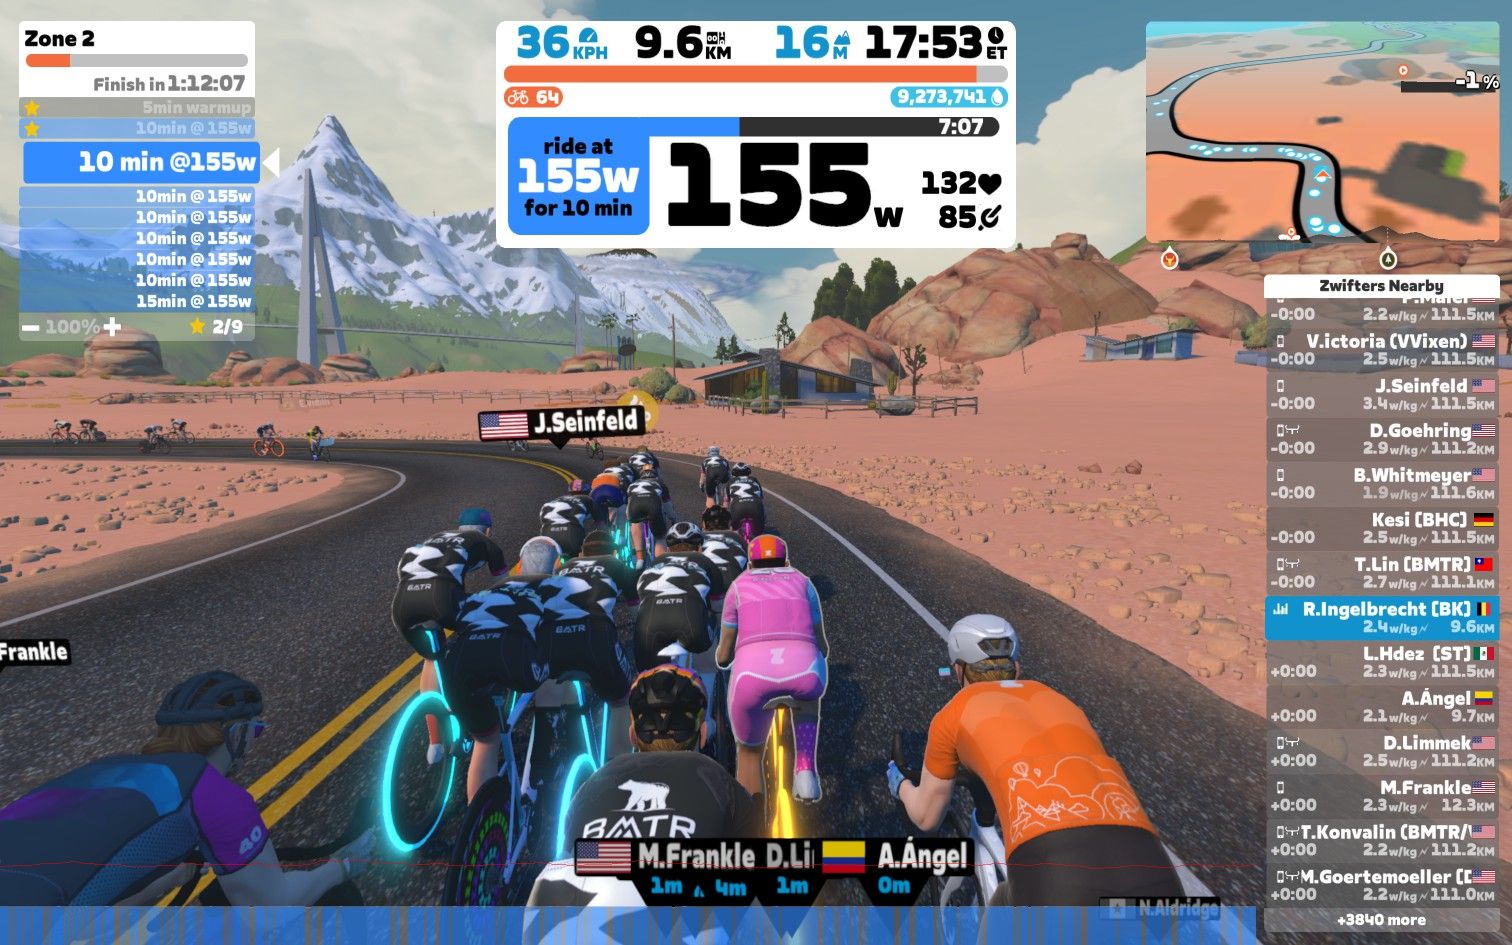 Zone 2
Finish in 1:12:07
5min warmup
10min @ 155w
10 min @155w
10min @ 155w
10min @ 155w
10min @ 155w
10min @ 155w
10min @ 155w
15min @ 155w
– 100% +
2/9
36 KPH 9.6 KM 16 M 17:53 ET
64
9,273,741
7:07
ride at
155w
for 10 min
155w
132
85
-1%
Zwifters Nearby
-0:00 2.2w/kg 111.5KM
V.ictoria (VVixen)
-0:00 2.5w/kg 111.5KM
J.Seinfeld
-0:00 3.4w/kg 111.5KM
D.Goehring
-0:00 2.9w/kg 111.2KM
B.Whitmeyer
-0:00 1.9w/kg 111.6KM
Kesi (BHC)
-0:00 2.5w/kg 111.5KM
T.Lin (BMTR)
-0:00 2.7w/kg 111.1KM
R.Ingelbrecht (BK)
2.4w/kg 9.6KM
L.Hdez (ST)
+0:00 2.3w/kg 111.5KM
A.Ángel
+0:00 2.1w/kg 9.7KM
D.Limmek
+0:00 2.5w/kg 111.2KM
M.Frankle
+0:00 2.3w/kg 12.3KM
T.Konvalin (BMTR/
+0:00 2.2w/kg 111.2KM
M.Goertemoeller (
+0:00 2.2w/kg 111.0KM
+3840 more
J.Seinfeld
Frankle
BMTR
BMTR
BMTR
BMTR
BMTR
BMTR
M.Frankle D.Li A.Ángel
1m 4m 1m 0m
N.Aldridge